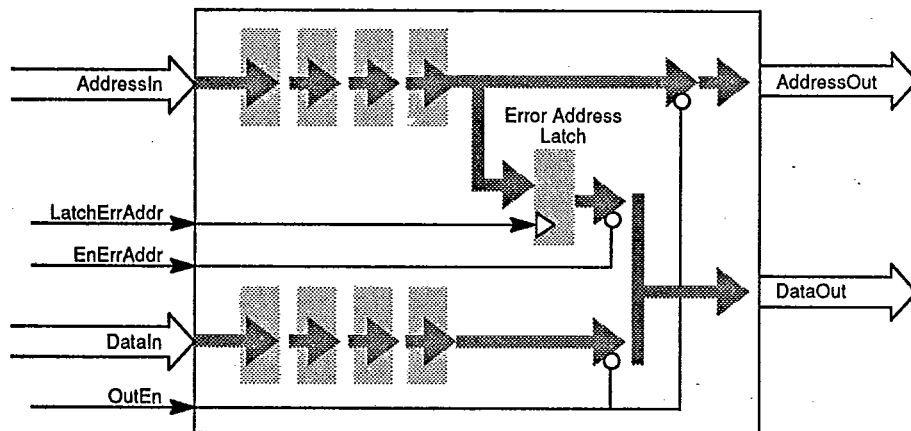 AddressIn
AddressOut
Error Address
Latch
LatchErrAddr
EnErrAddr
DataOut
DataIn
OutEn